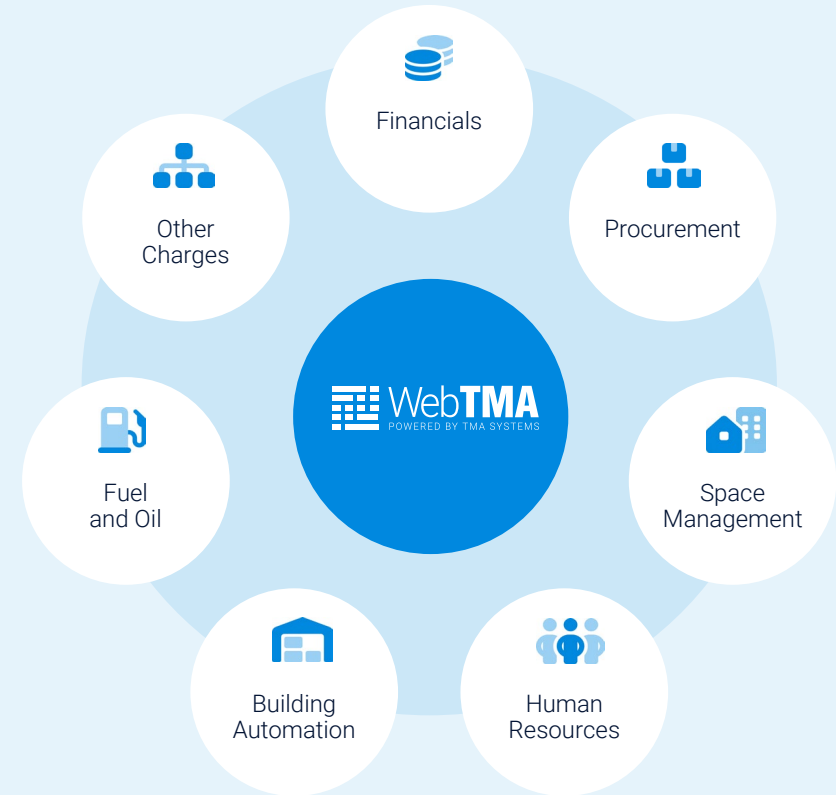 Financials
Other
Charges
Procurement
WebTMA
POWERED BY TMA SYSTEMS
Fuel
and Oil
Space
Management
Building
Automation
Human
Resources